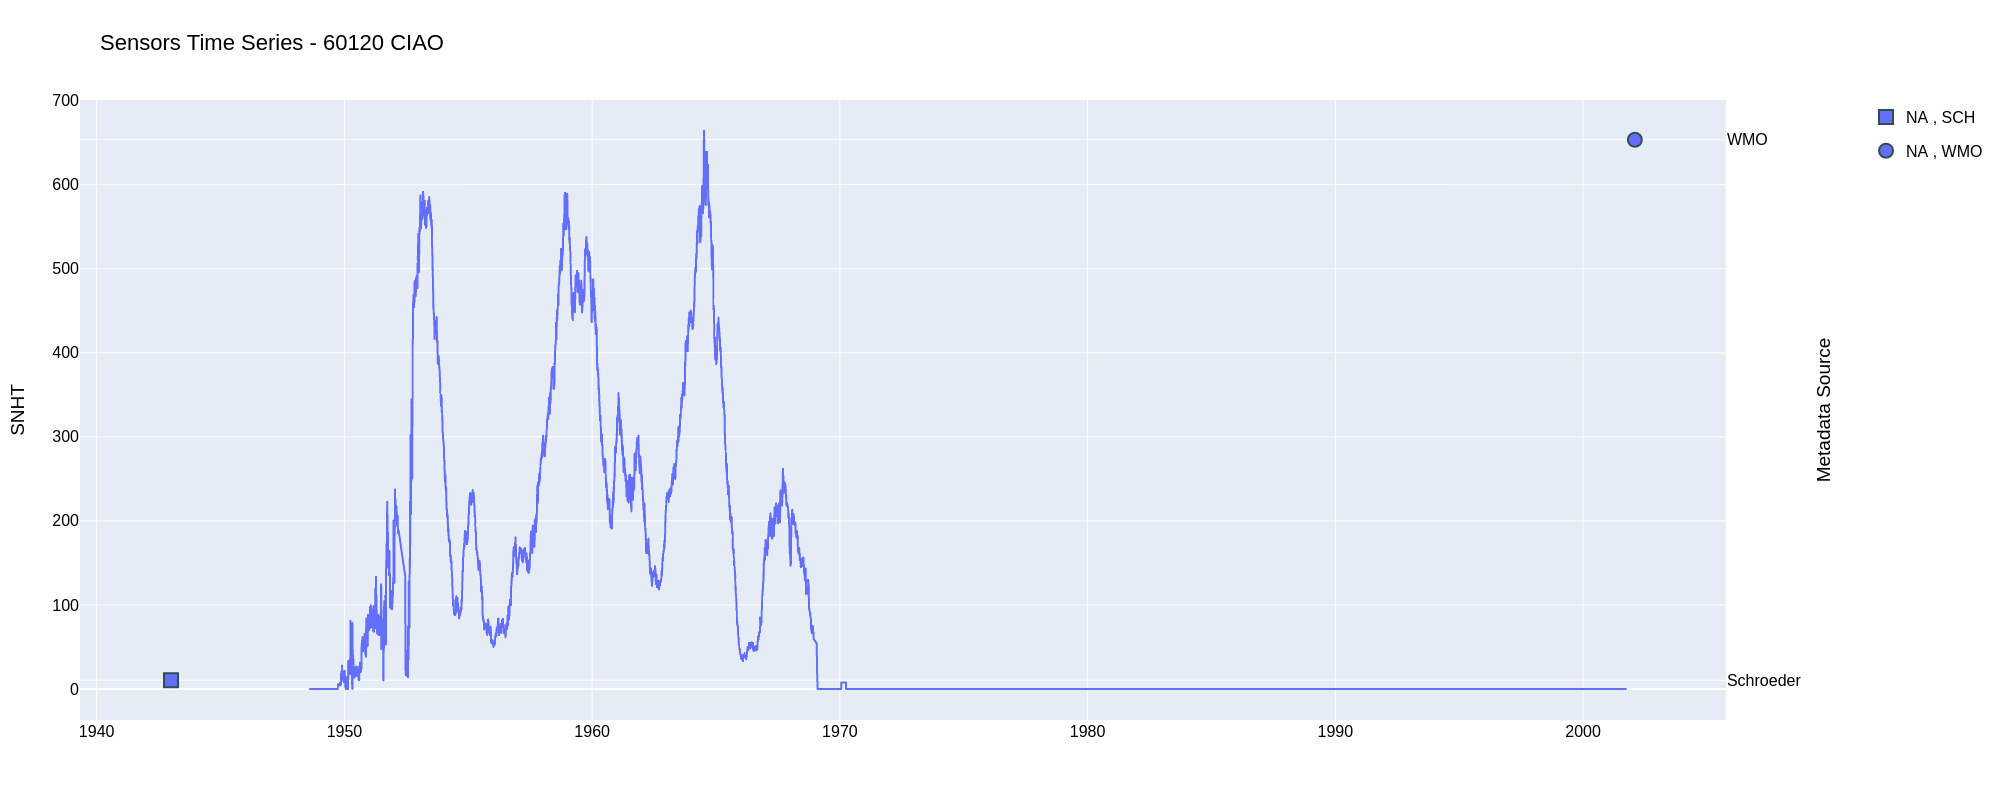 Sensors Time Series - 60120 CIAO
700
600
500
400
300
200
100
0
SNHT
1940 1950 1960 1970 1980 1990 2000
WMO
Schroeder
Metadata Source
NA , SCH
NA , WMO